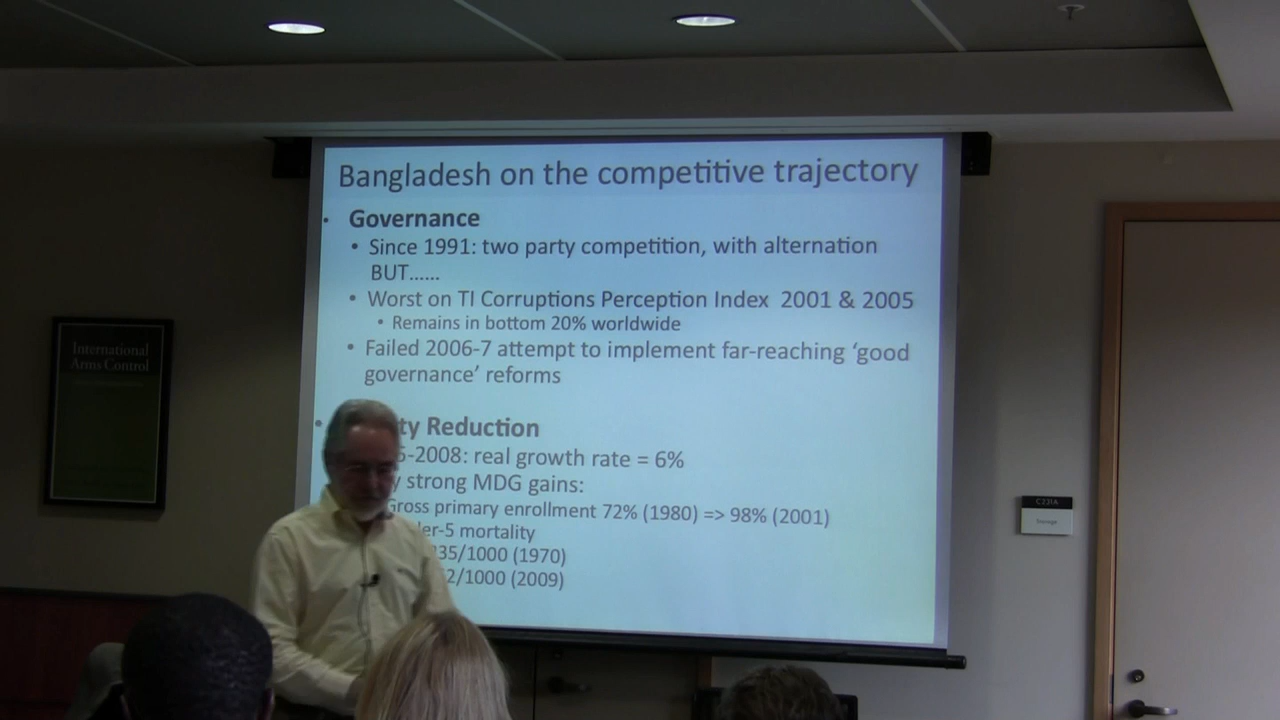 Bangladesh on the competitive trajectory
• Governance
• Since 1991: two party competition, with alternation
BUT......
• Worst on TI Corruptions Perception Index 2001 & 2005
• Remains in bottom 20% worldwide
• Failed 2006-7 attempt to implement far-reaching ‘good
governance’ reforms
• ty Reduction
-2008: real growth rate = 6%
strong MDG gains:
Gross primary enrollment 72% (1980) => 98% (2001)
er-5 mortality
35/1000 (1970)
2/1000 (2009)
International
Arms Control
C231A
Storage